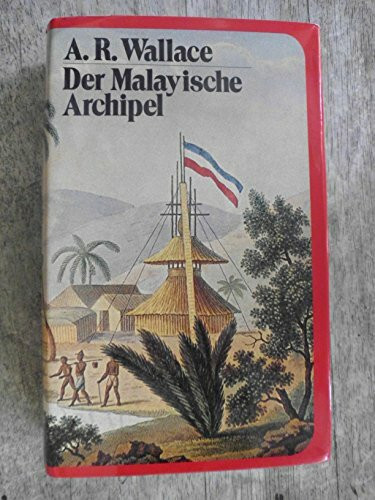 A. R. Wallace
Der Malayische
Archipel